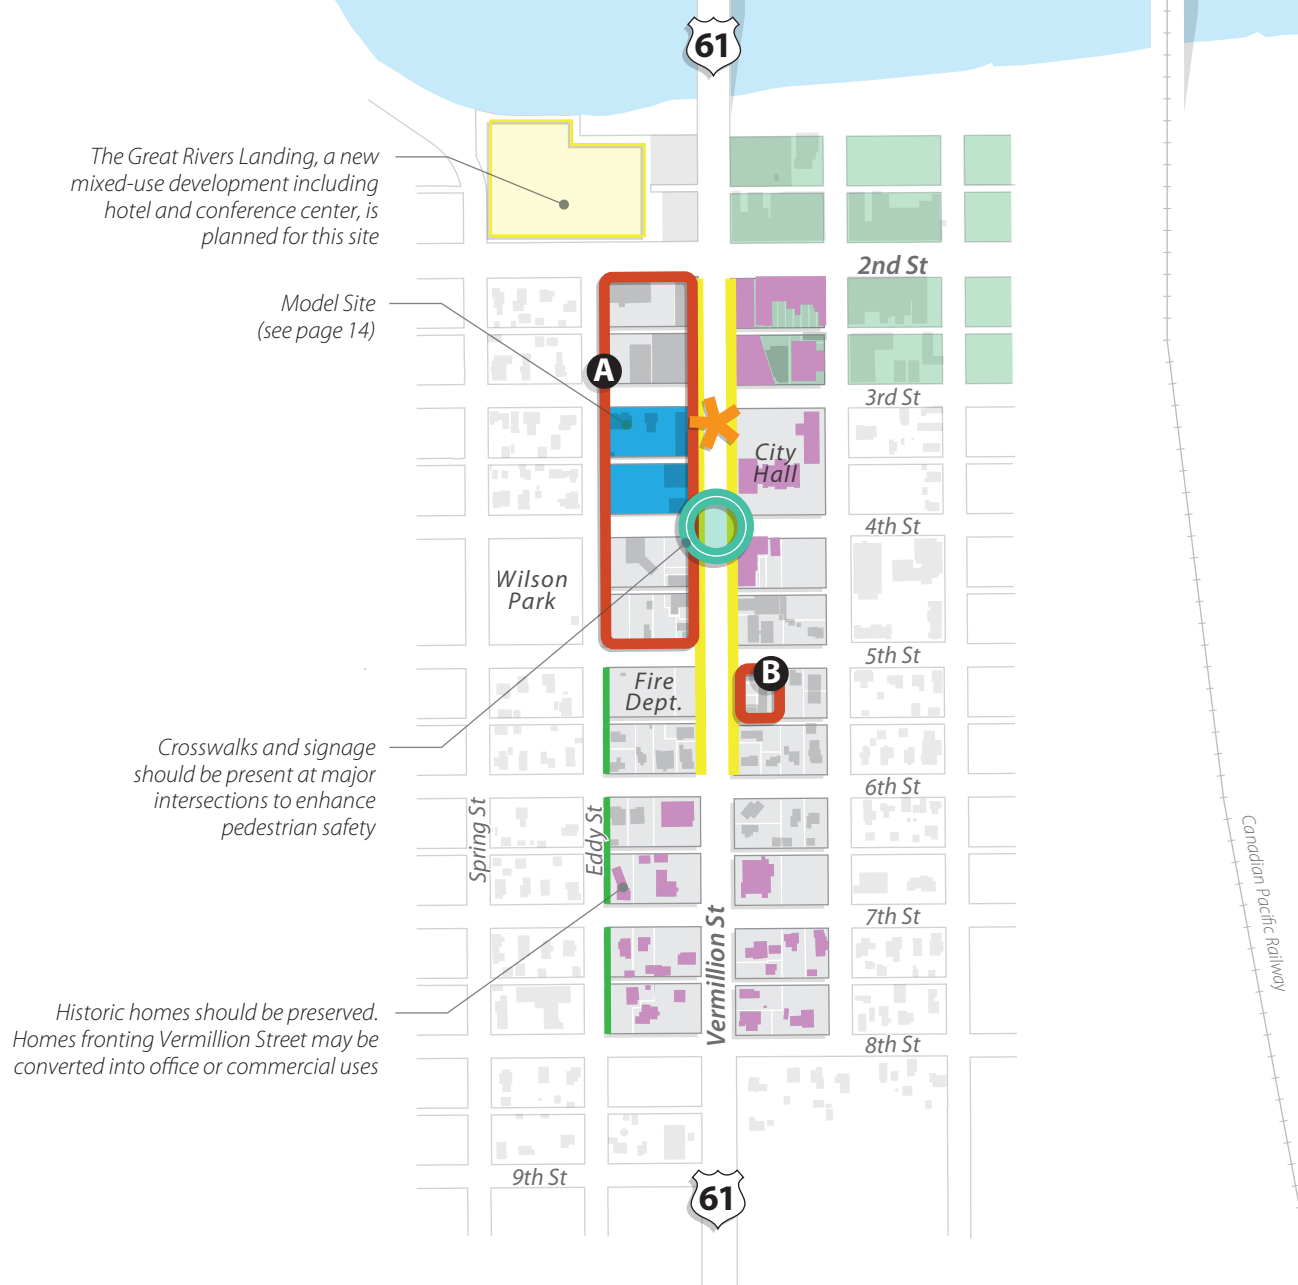 61
The Great Rivers Landing, a new
mixed-use development including
hotel and conference center, is
planned for this site
2nd St
Model Site
(see page 14)
A
3rd St
City
Hall
4th St
Wilson
Park
5th St
B
Fire
Dept.
Crosswalks and signage
should be present at major
intersections to enhance
pedestrian safety
6th St
Spring St
Eddy St
Canadian Pacific Railway
7th St
Vermillion St
Historic homes should be preserved.
Homes fronting Vermillion Street may be
converted into office or commercial uses
8th St
9th St
61